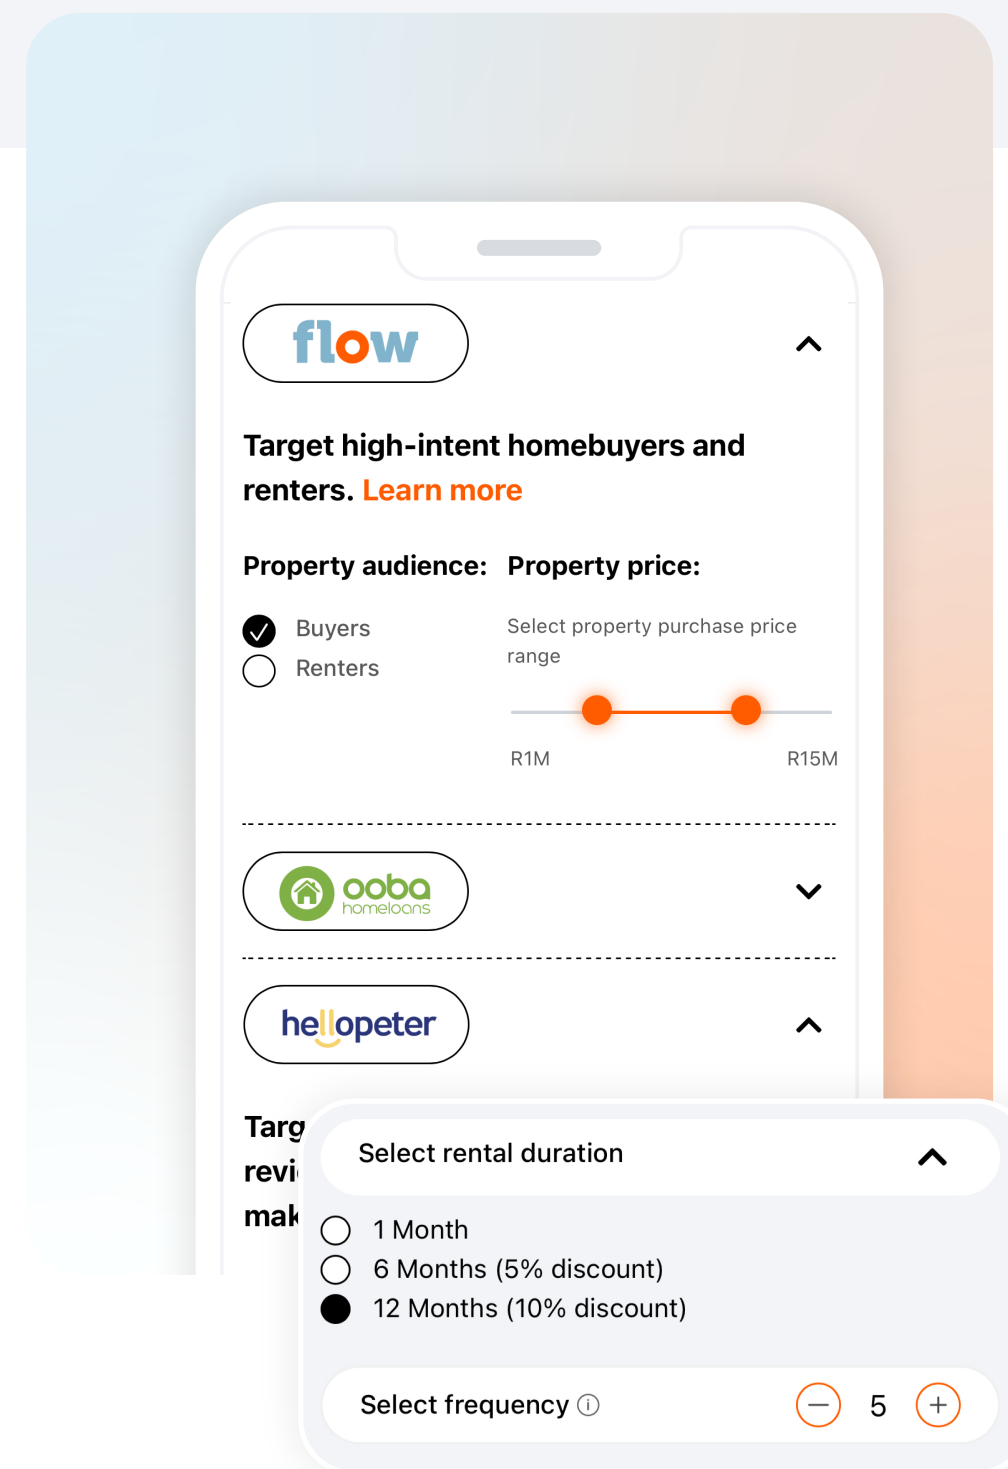 flow
Target high-intent homebuyers and
renters. Learn more
Property audience: Property price:
Buyers
Renters
Select property purchase price
range
R1M R15M
ooba
homeloans
hellopeter
Targ
revi
mak
Select rental duration
1 Month
6 Months (5% discount)
12 Months (10% discount)
Select frequency
5